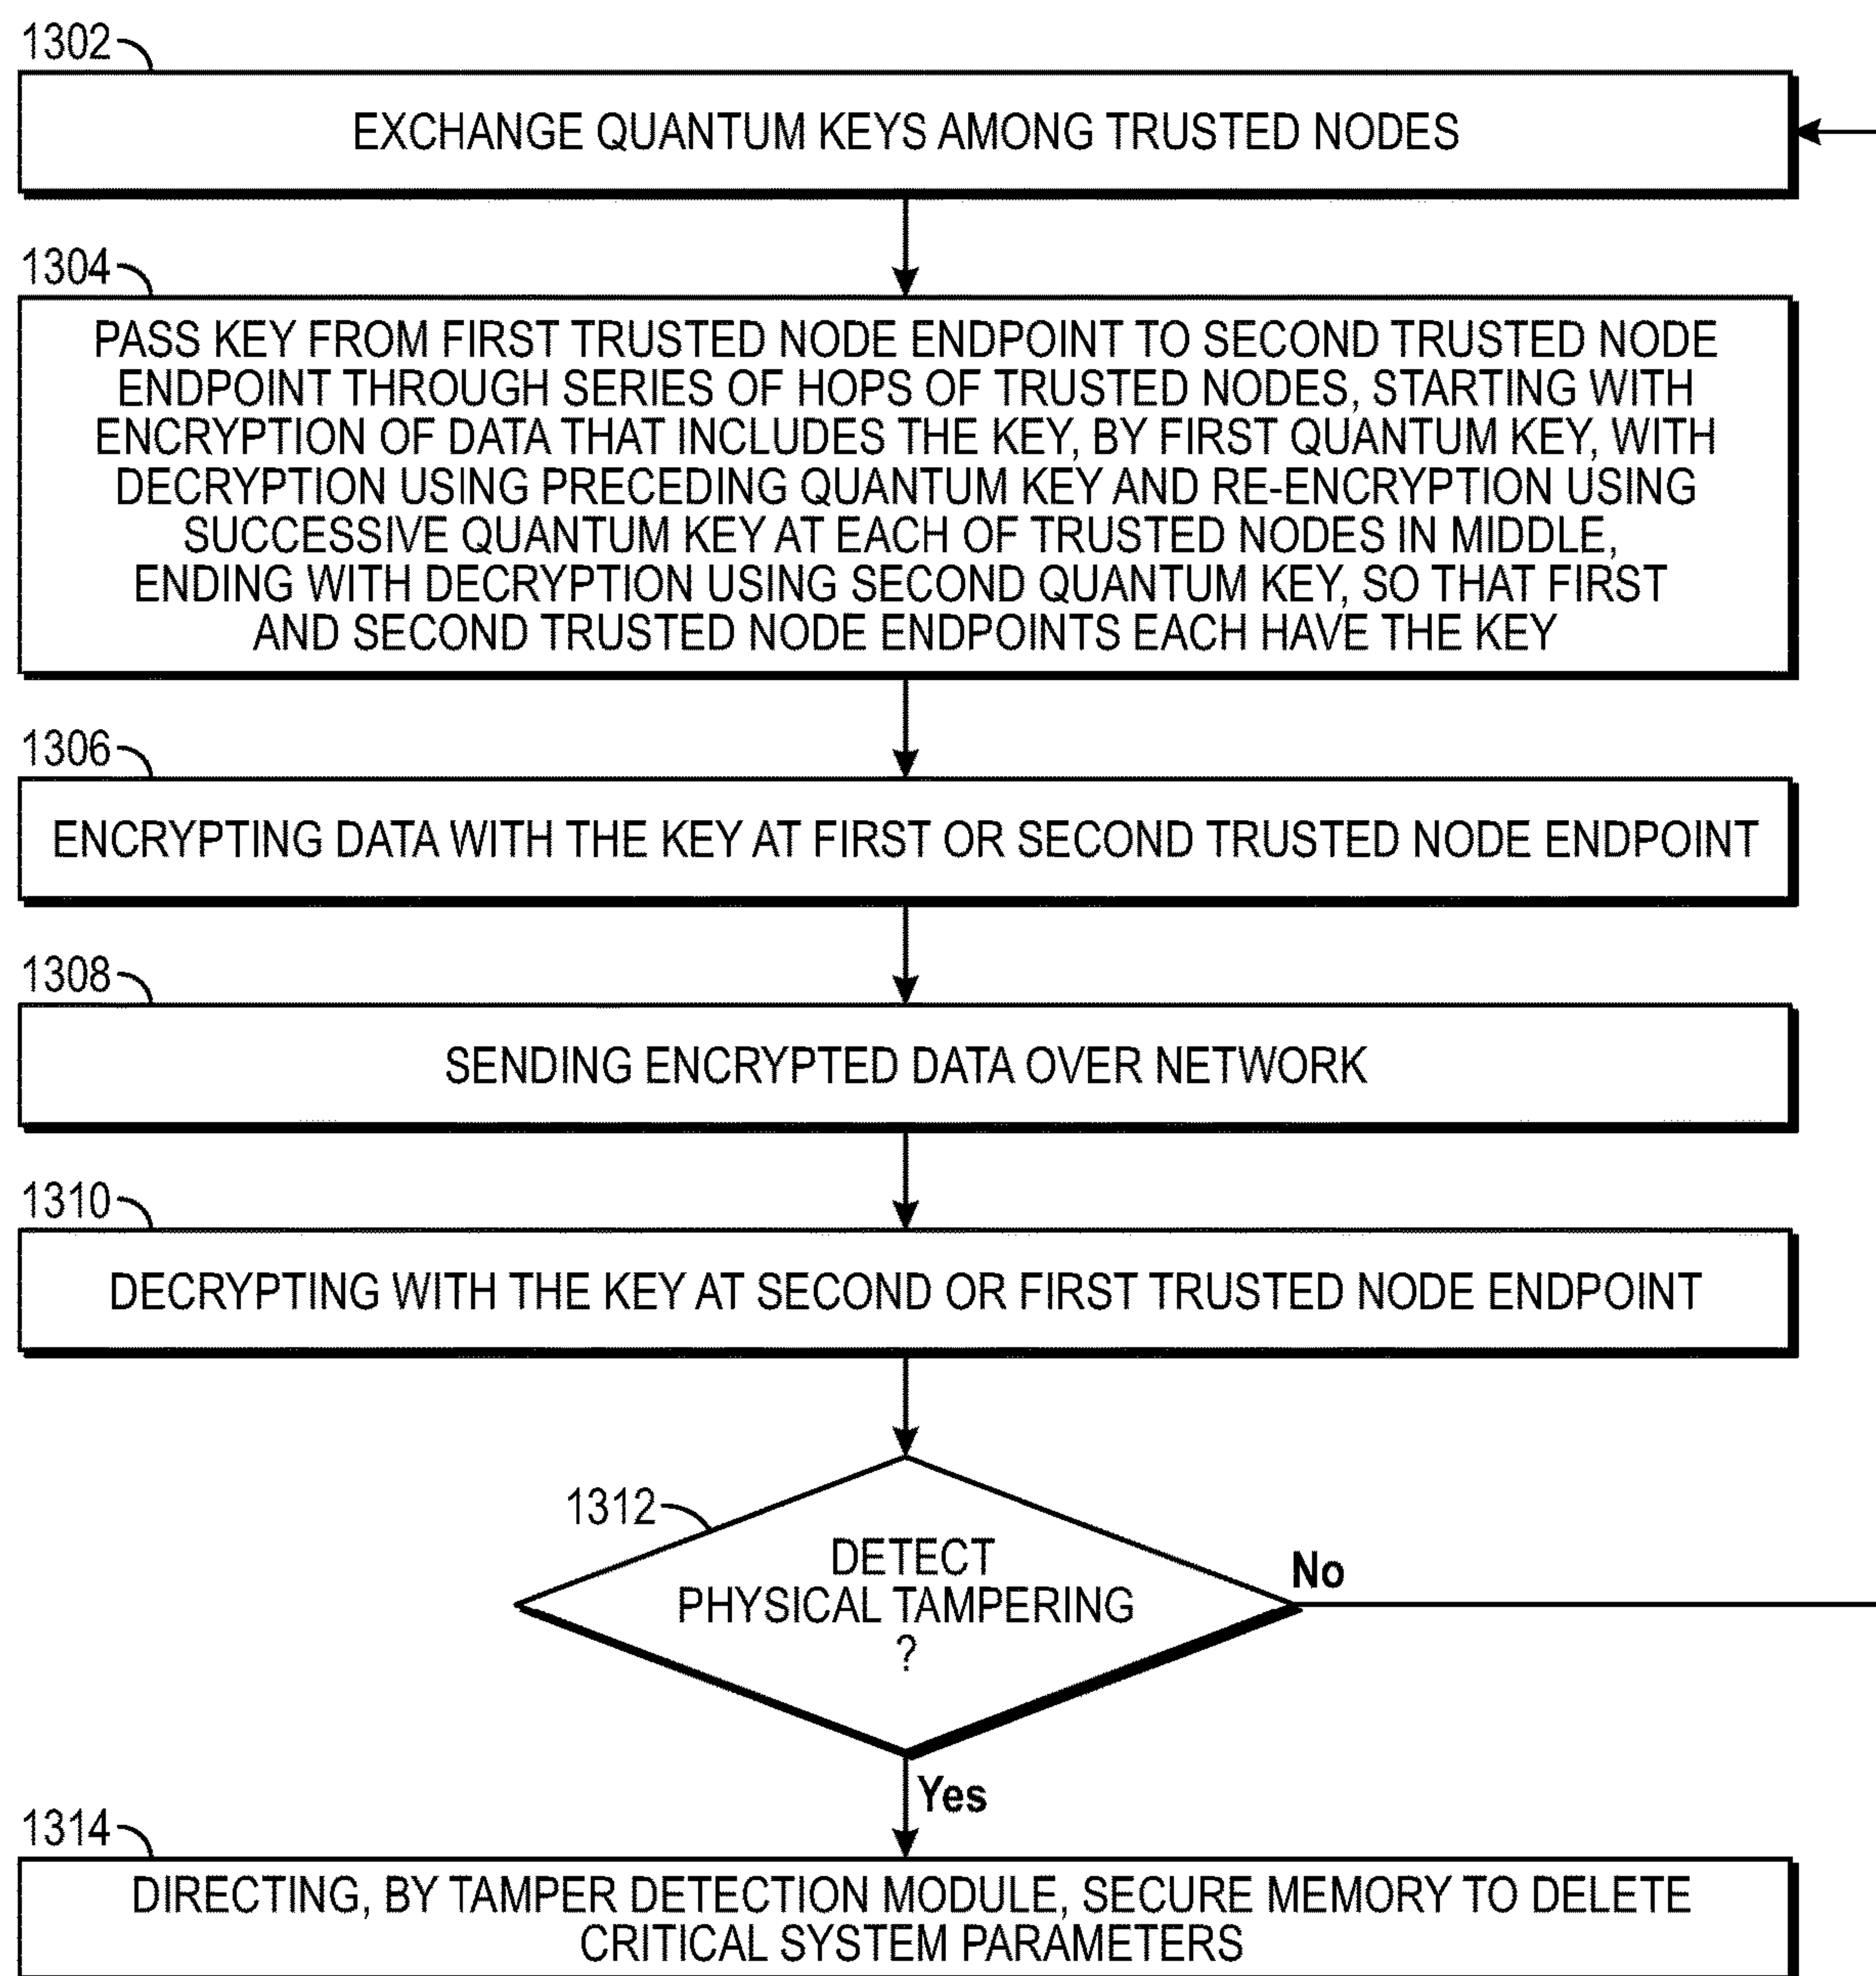 1302
EXCHANGE QUANTUM KEYS AMONG TRUSTED NODES
1304
PASS KEY FROM FIRST TRUSTED NODE ENDPOINT TO SECOND TRUSTED NODE
ENDPOINT THROUGH SERIES OF HOPS OF TRUSTED NODES, STARTING WITH
ENCRYPTION OF DATA THAT INCLUDES THE KEY, BY FIRST QUANTUM KEY, WITH
DECRYPTION USING PRECEDING QUANTUM KEY AND RE-ENCRYPTION USING
SUCCESSIVE QUANTUM KEY AT EACH OF TRUSTED NODES IN MIDDLE,
ENDING WITH DECRYPTION USING SECOND QUANTUM KEY, SO THAT FIRST
AND SECOND TRUSTED NODE ENDPOINTS EACH HAVE THE KEY
1306
ENCRYPTING DATA WITH THE KEY AT FIRST OR SECOND TRUSTED NODE ENDPOINT
1308
SENDING ENCRYPTED DATA OVER NETWORK
1310
DECRYPTING WITH THE KEY AT SECOND OR FIRST TRUSTED NODE ENDPOINT
1312
DETECT
PHYSICAL TAMPERING
?
No
Yes
1314
DIRECTING, BY TAMPER DETECTION MODULE, SECURE MEMORY TO DELETE
CRITICAL SYSTEM PARAMETERS